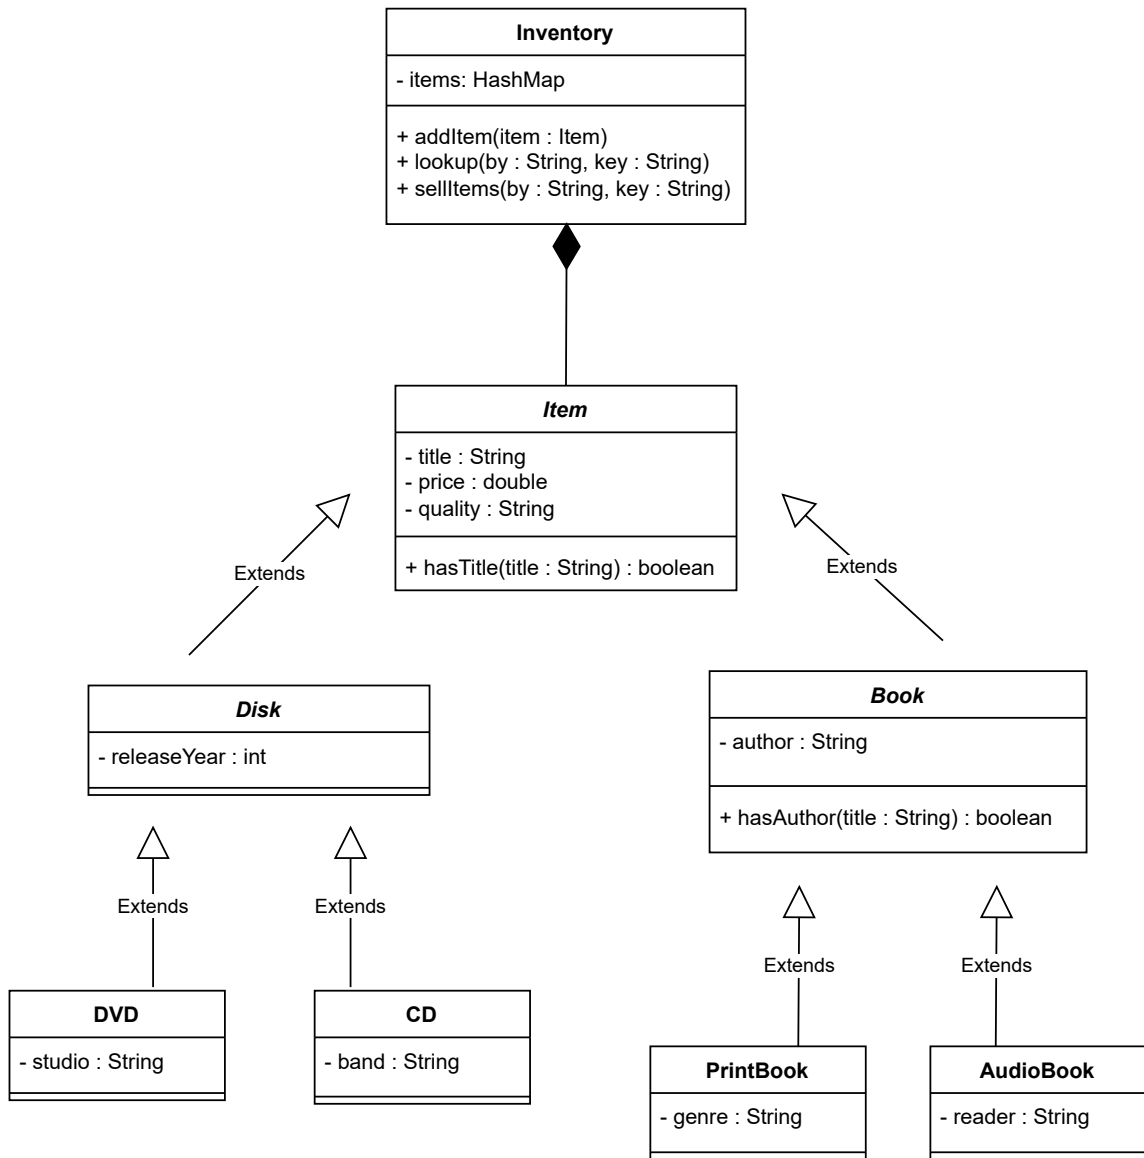 Inventory
- items: HashMap
+ addItem(item : Item)
+ lookup(by : String, key : String)
+ sellItems(by : String, key : String)
Item
- title : String
- price : double
- quality : String
+ hasTitle(title : String) : boolean
Extends
Extends
Disk
- releaseYear : int
Book
- author : String
+ hasAuthor(title : String) : boolean
Extends
Extends
Extends
Extends
DVD
- studio : String
CD
- band : String
PrintBook
- genre : String
AudioBook
- reader : String